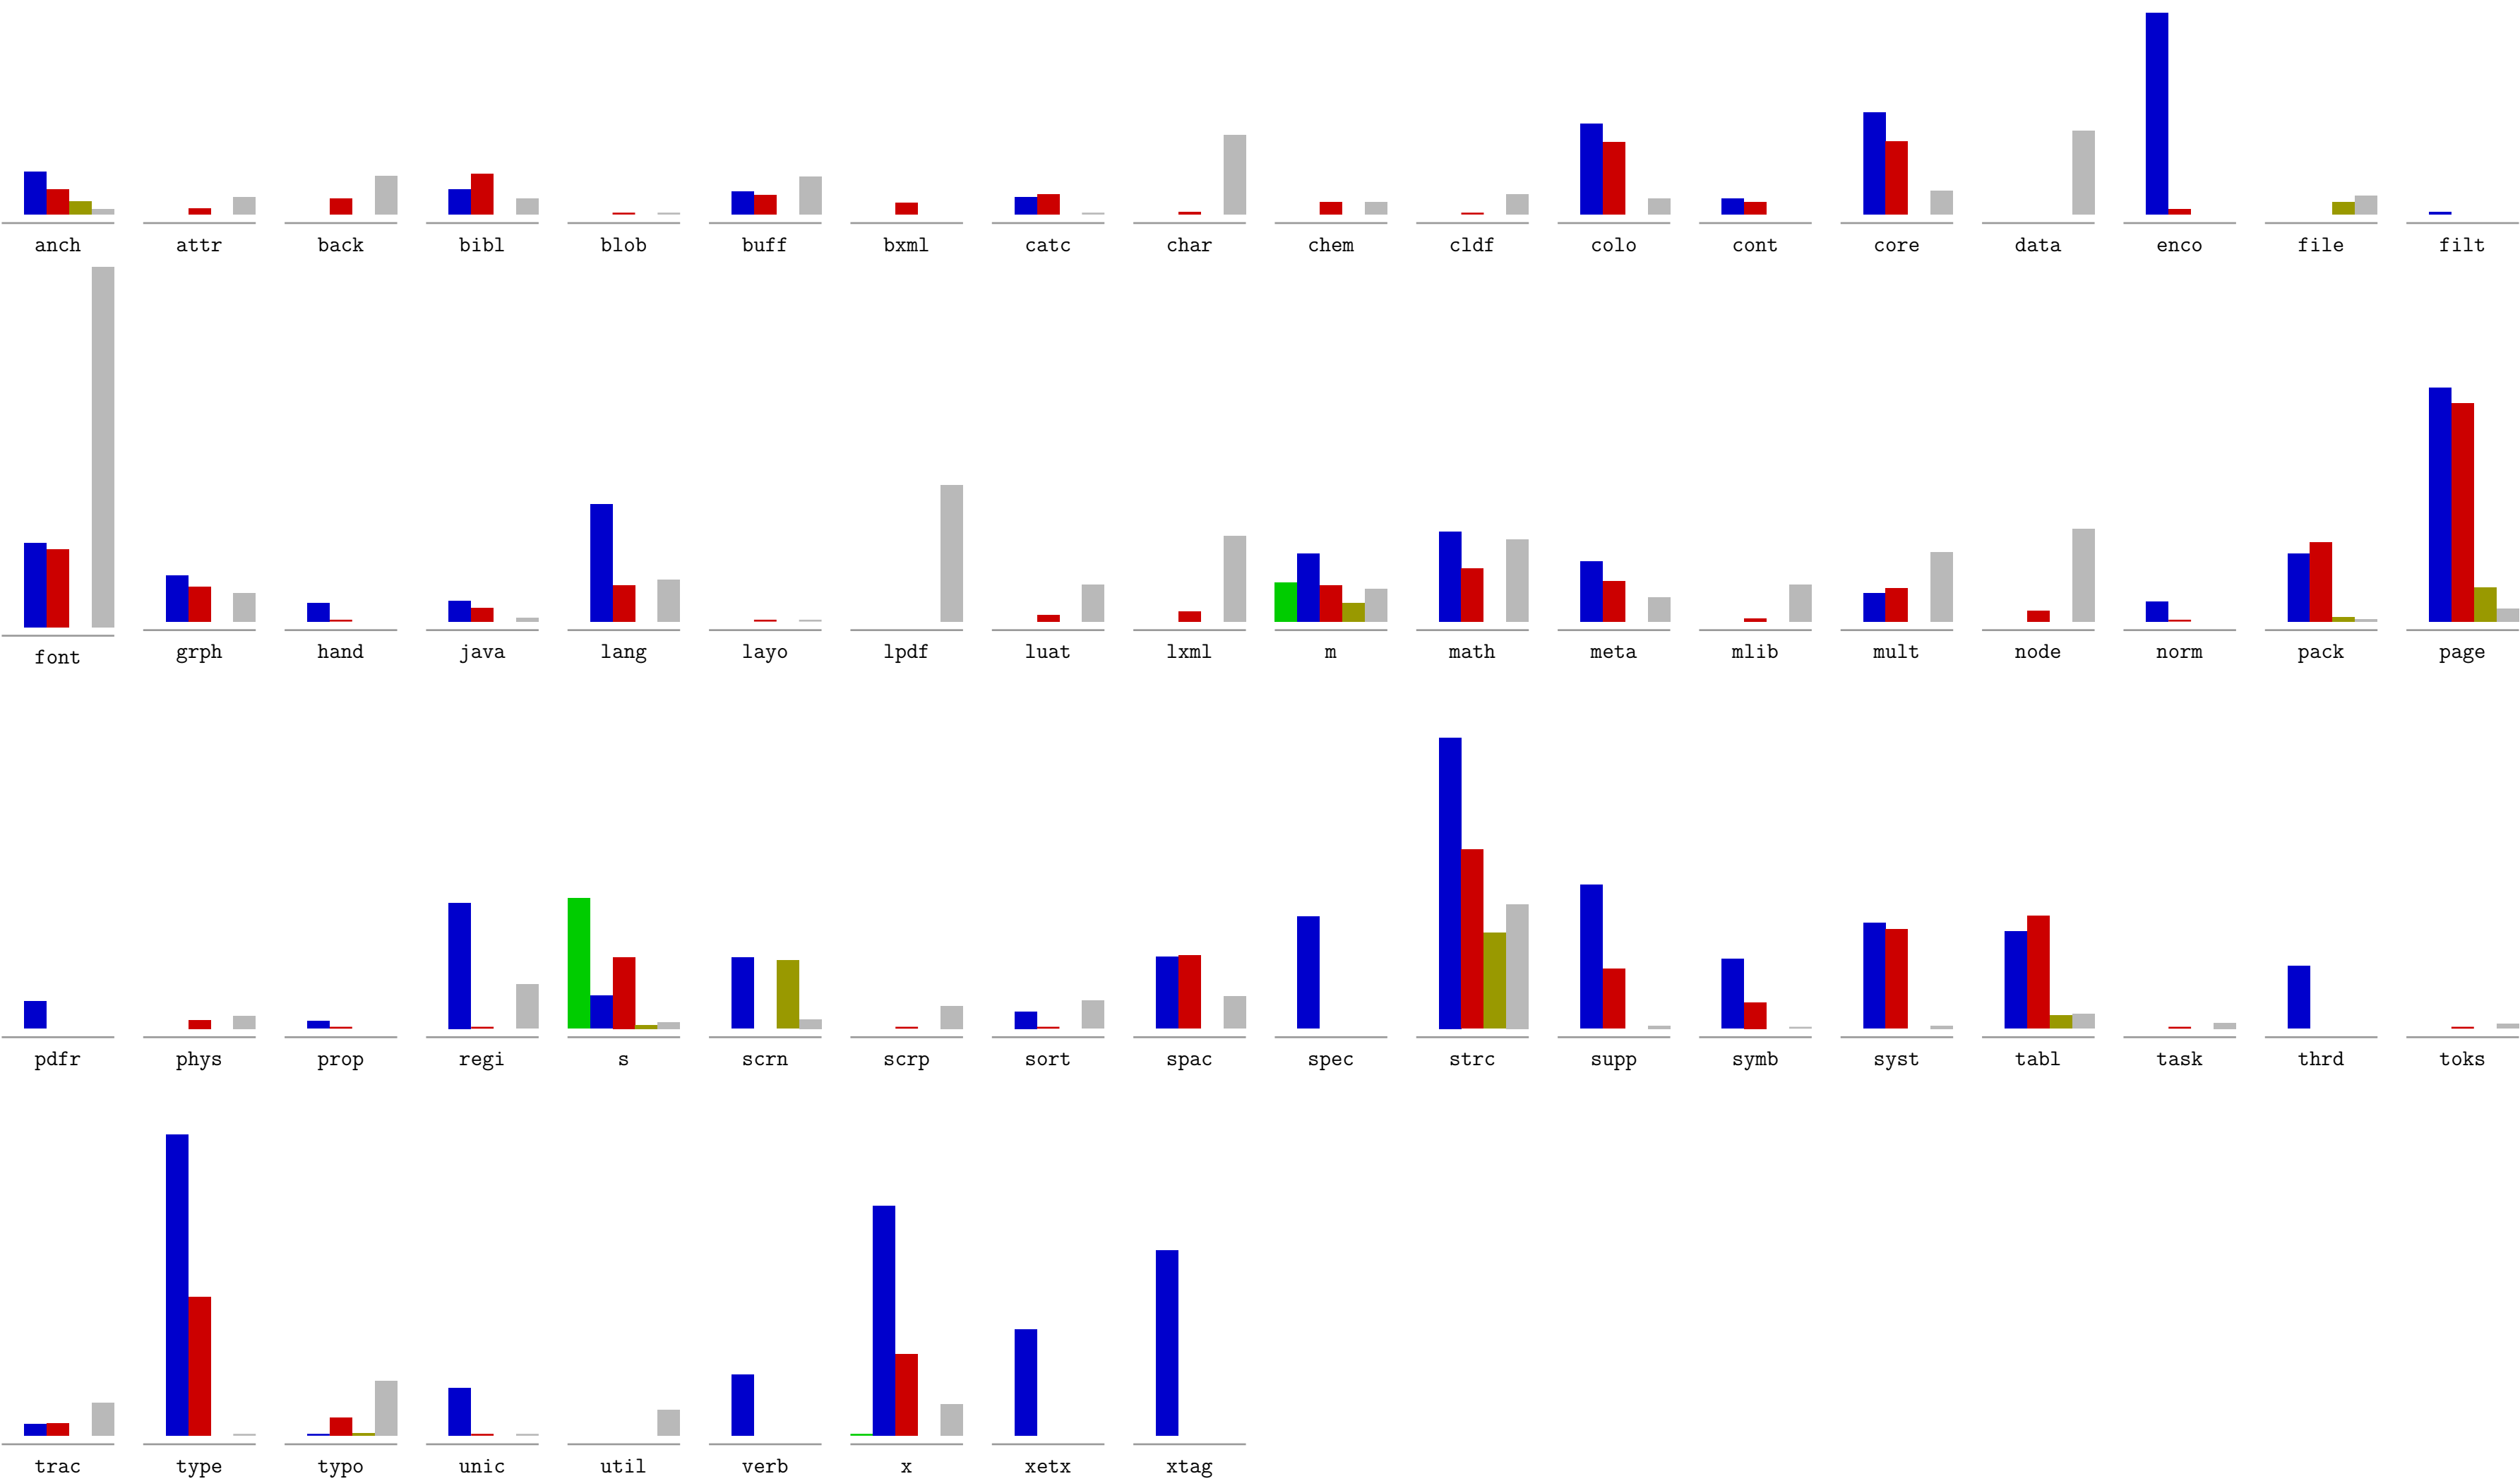 anch attr back bibl blob buff bxml catc char chem cldf colo cont core data enco file filt
font grph hand java lang layo lpdf luat lxml m math meta mlib mult node norm pack page
pdfr phys prop regi s scrn scrp sort spac spec strc supp symb syst tabl task thrd toks
trac type typo unic util verb x xetx xtag